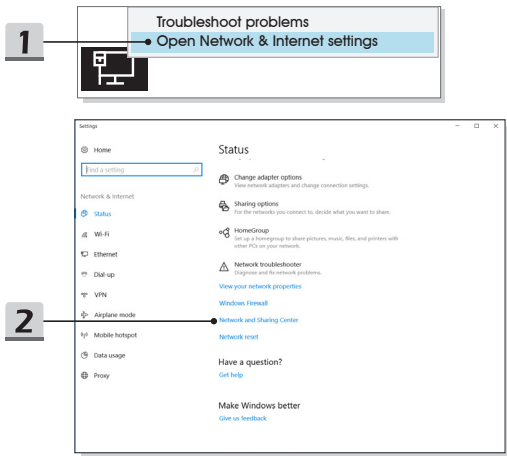 1
Troubleshoot problems
Open Network & Internet settings
2
Settings
Home
Find a setting
Network & Internet
Status
Wi-Fi
Ethernet
Dial-up
VPN
Airplane mode
Mobile hotspot
Data usage
Proxy
Status
Change adapter options
View network adapters and change connection settings.
Sharing options
For the networks you connect to, decide what you want to share.
HomeGroup
Set up a homegroup to share pictures, music, files, and printers with
other PCs on your network.
Network troubleshooter
Diagnose and fix network problems.
View your network properties
Windows Firewall
Network and Sharing Center
Network reset
Have a question?
Get help
Make Windows better
Give us feedback